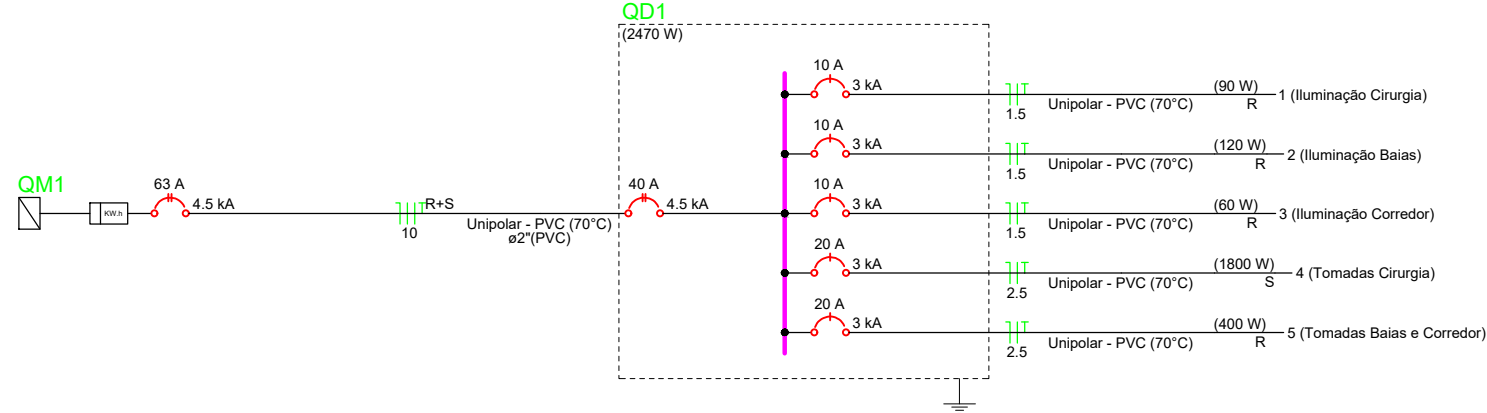 QD1
(2470 W)
10 A
3 kA
1.5
Unipolar - PVC (70°C)
(90 W)
R
1 (Iluminação Cirurgia)
10 A
3 kA
1.5
Unipolar - PVC (70°C)
(120 W)
R
2 (Iluminação Baias)
QM1
KW.h
63 A
4.5 kA
R+S
10
Unipolar - PVC (70°C)
ø2"(PVC)
40 A
4.5 kA
10 A
3 kA
1.5
Unipolar - PVC (70°C)
(60 W)
R
3 (Iluminação Corredor)
20 A
3 kA
2.5
Unipolar - PVC (70°C)
(1800 W)
S
4 (Tomadas Cirurgia)
20 A
3 kA
2.5
Unipolar - PVC (70°C)
(400 W)
R
5 (Tomadas Baias e Corredor)